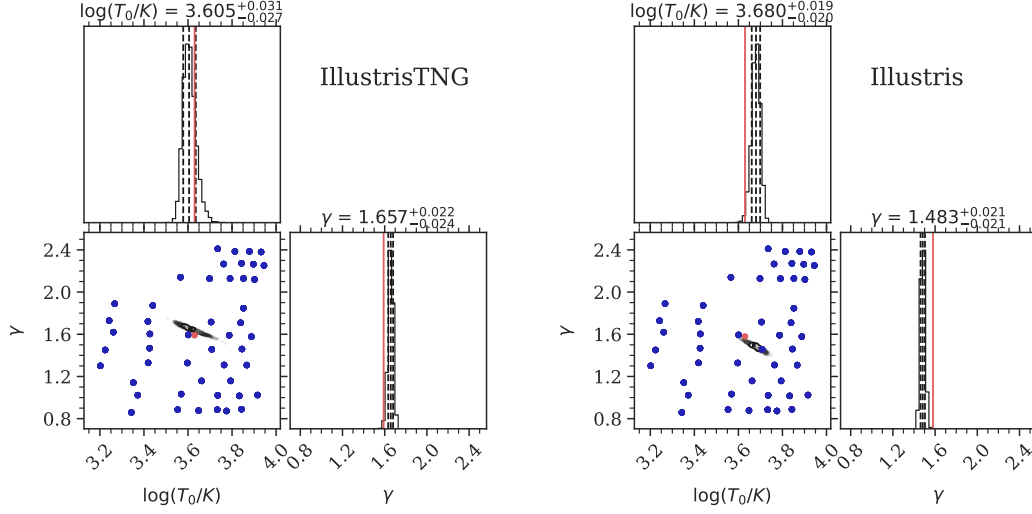 log(T₀/K) = 3.605^{+0.031}_{−0.027}
IllustrisTNG
γ = 1.657^{+0.022}_{−0.024}
γ
2.4
2.0
1.6
1.2
0.8
3.2 3.4 3.6 3.8 4.0
log(T₀/K)
0.8 1.2 1.6 2.0 2.4
γ
log(T₀/K) = 3.680^{+0.019}_{−0.020}
Illustris
γ = 1.483^{+0.021}_{−0.021}
γ
2.4
2.0
1.6
1.2
0.8
3.2 3.4 3.6 3.8 4.0
log(T₀/K)
0.8 1.2 1.6 2.0 2.4
γ